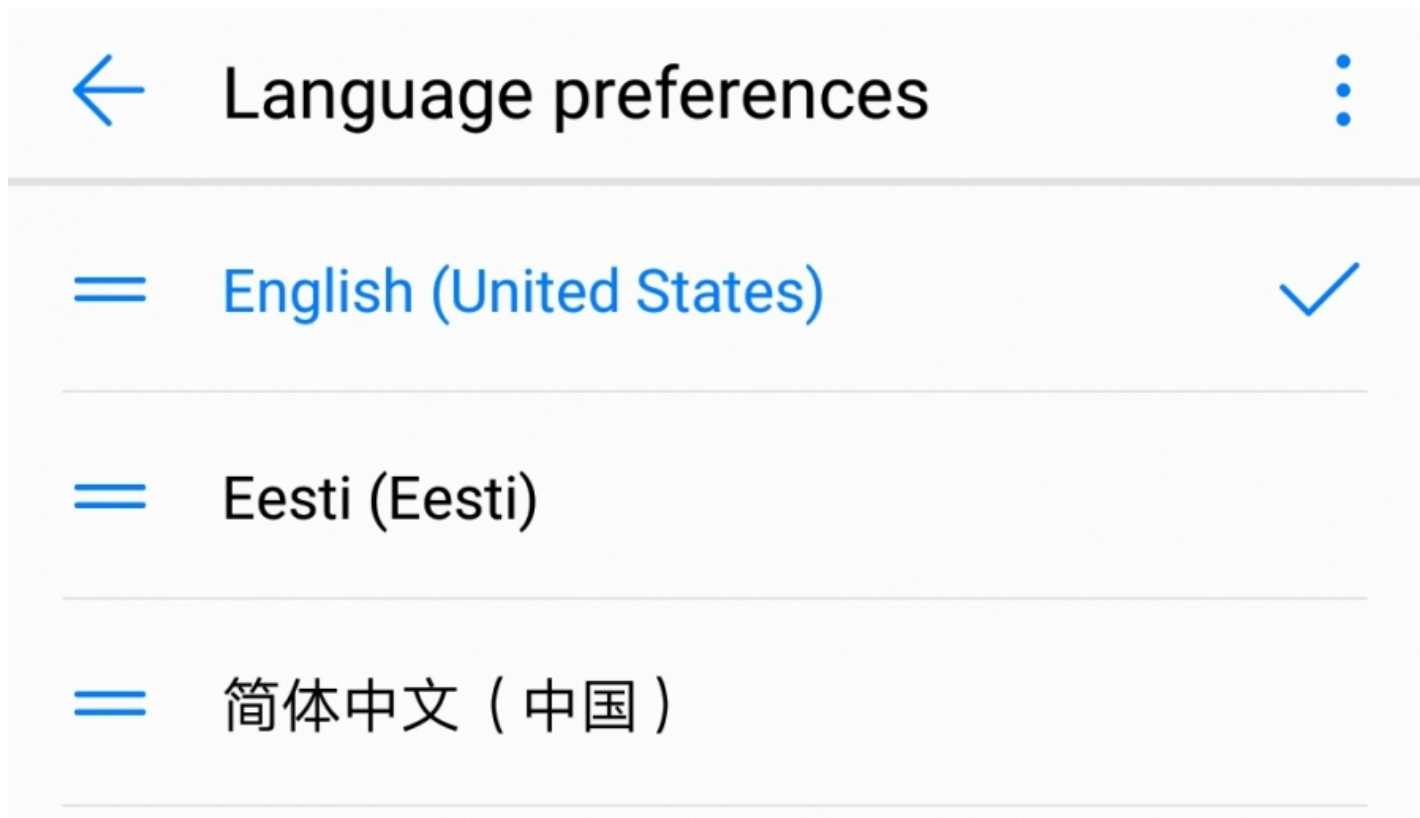 Language preferences
English (United States)
Eesti (Eesti)
简体中文（中国）